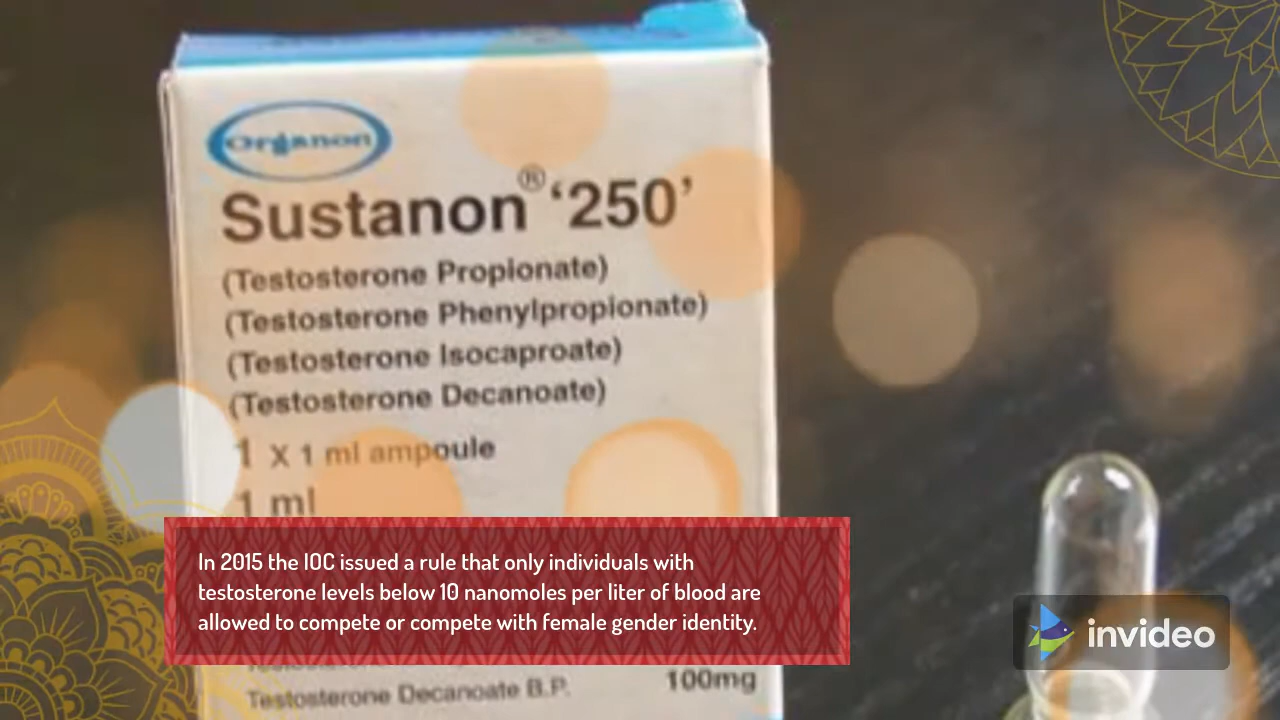 Organon
Sustanon® ‘250’
(Testosterone Propionate)
(Testosterone Phenylpropionate)
(Testosterone Isocaproate)
(Testosterone Decanoate)
1 x 1 ml ampoule
1 ml
In 2015 the IOC issued a rule that only individuals with
testosterone levels below 10 nanomoles per liter of blood are
allowed to compete or compete with female gender identity.
Testosterone Decanoate B.P. 100mg
invideo